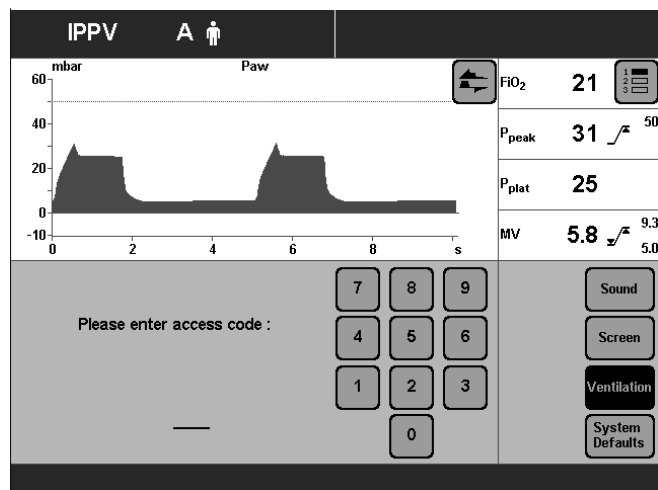 IPPV A
mbar Paw
60
40
20
0
-10
0 2 4 6 8 s
FiO2 21 1 2 3
Ppeak 31 50
Pplat 25
MV 5.8 9.3 5.0
Please enter access code :
7 8 9
4 5 6
1 2 3
0
Sound
Screen
Ventilation
System
Defaults